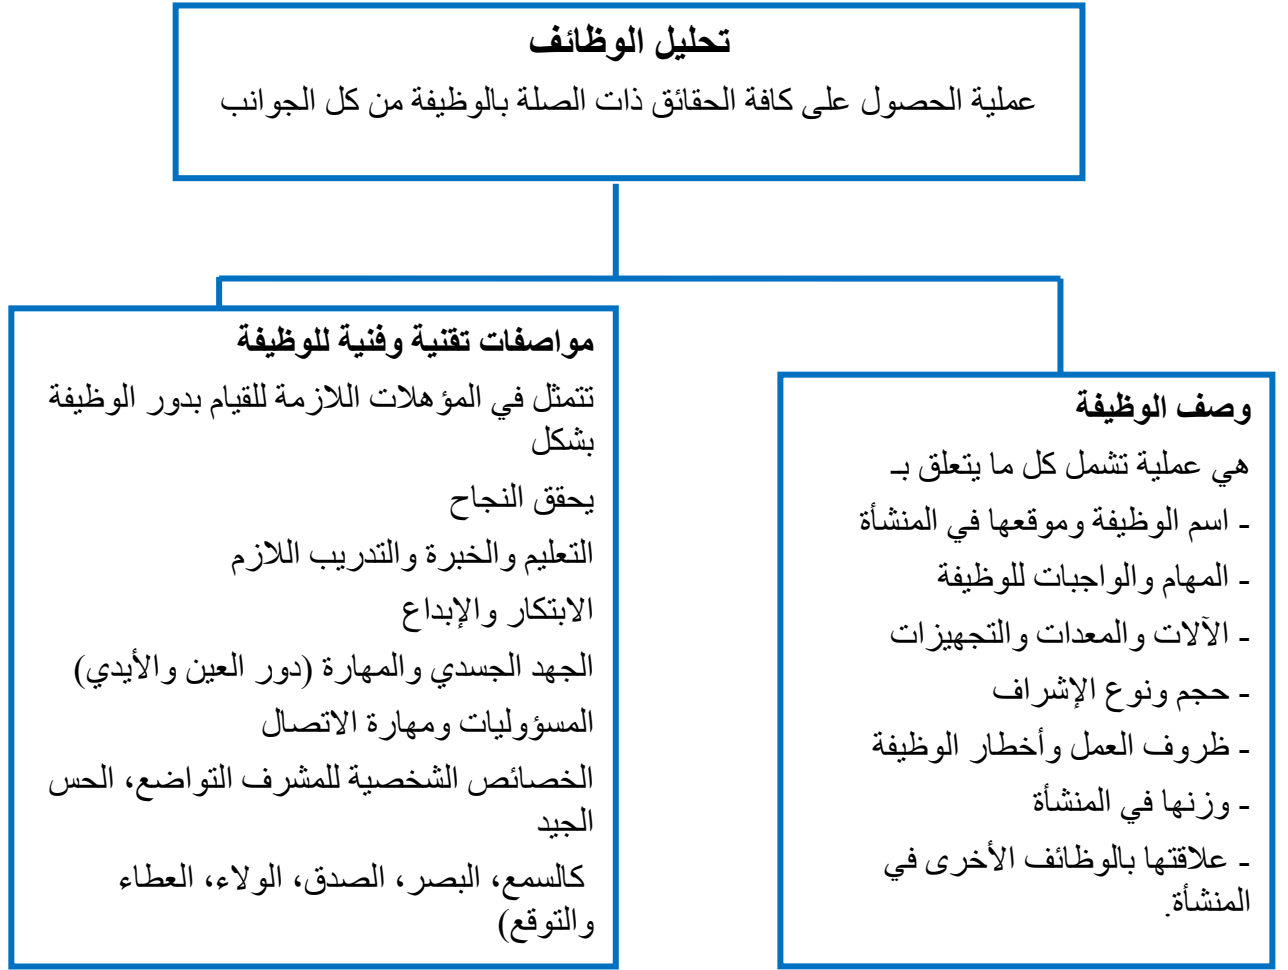 تحليل الوظائف
عملية الحصول على كافة الحقائق ذات الصلة بالوظيفة من كل الجوانب
وصف الوظيفة
هي عملية تشمل كل ما يتعلق بـ
- اسم الوظيفة وموقعها في المنشأة
- المهام والواجبات للوظيفة
- الآلات والمعدات والتجهيزات
- حجم ونوع الإشراف
- ظروف العمل وأخطار الوظيفة
- وزنها في المنشأة
- علاقتها بالوظائف الأخرى في
المنشأة.
مواصفات تقنية وفنية للوظيفة
تتمثل في المؤهلات اللازمة للقيام بدور الوظيفة
بشكل
يحقق النجاح
التعليم والخبرة والتدريب اللازم
الابتكار والإبداع
الجهد الجسدي والمهارة (دور العين والأيدي)
المسؤوليات ومهارة الاتصال
الخصائص الشخصية للمشرف التواضع، الحس
الجيد
كالسمع، البصر، الصدق، الولاء، العطاء
والتوقع)